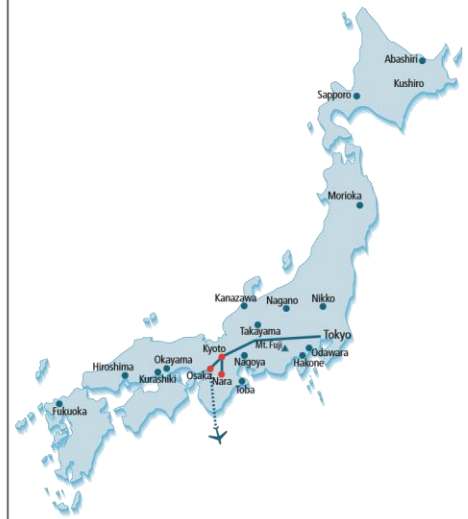 Abashiri
Kushiro
Sapporo
Morioka
Kanazawa
Nagano
Nikko
Takayama
Tokyo
Kyoto
Mt. Fuji
Odawara
Okayama
Nagoya
Hakone
Hiroshima
Osaka
Kurashiki
Nara
Toba
Fukuoka